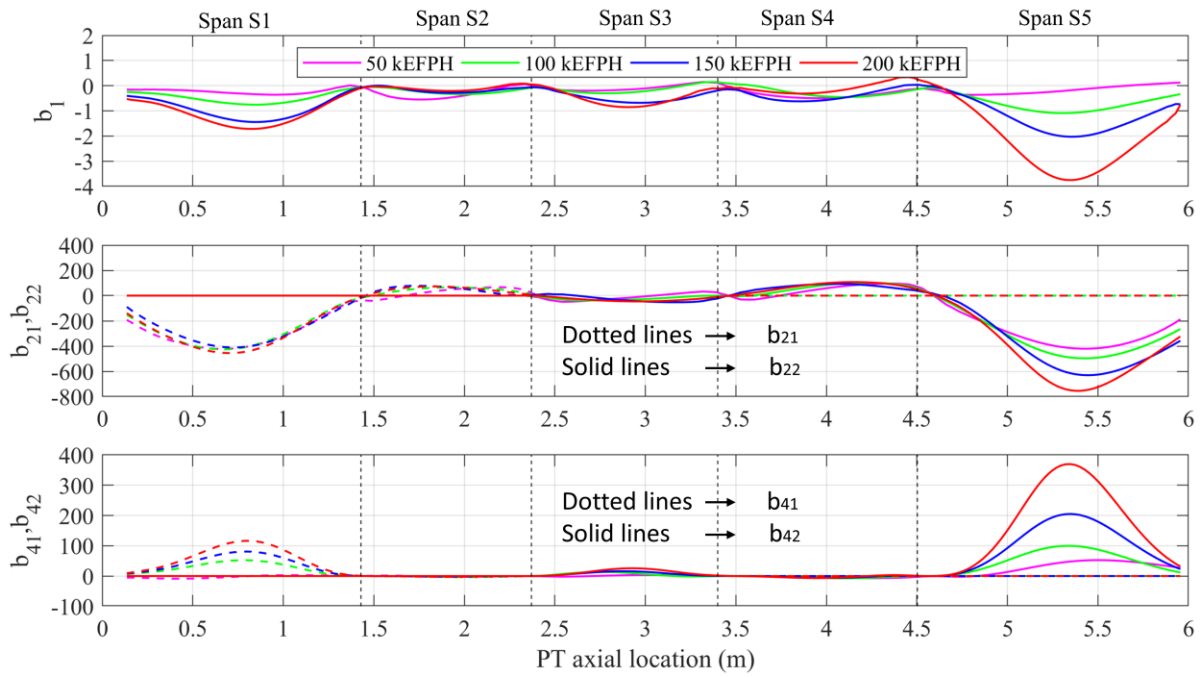 Span S1 Span S2 Span S3 Span S4 Span S5
50 kEFPH 100 kEFPH 150 kEFPH 200 kEFPH
b1
2
1
0
-1
-2
-3
-4
0 0.5 1 1.5 2 2.5 3 3.5 4 4.5 5 5.5 6
b21,b22
400
200
0
-200
-400
-600
-800
Dotted lines → b21
Solid lines → b22
0 0.5 1 1.5 2 2.5 3 3.5 4 4.5 5 5.5 6
b41,b42
400
300
200
100
0
-100
Dotted lines → b41
Solid lines → b42
0 0.5 1 1.5 2 2.5 3 3.5 4 4.5 5 5.5 6
PT axial location (m)